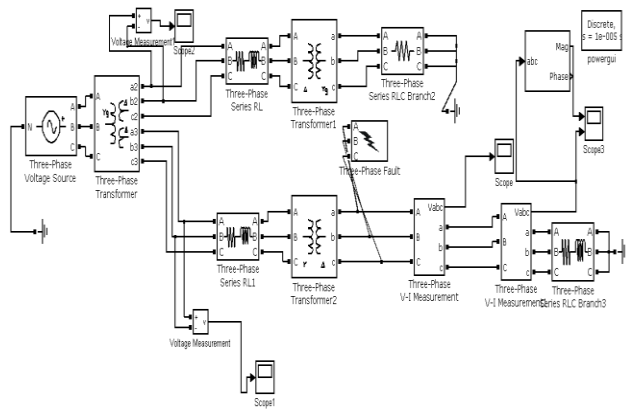 Voltage Measurement1
Scope2
A
B
C
A
B
C
Three-Phase
Series RL
A
B
C
a
b
c
Three-Phase
Transformer1
A
B
C
A
B
C
Three-Phase
Series RLC Branch2
abc
Mag
Phase
Discrete,
s = 1e-005 s
powergui
Scope3
N
A
B
C
Three-Phase
Voltage Source
A
B
C
a2
b2
c2
a3
b3
c3
Three-Phase
Transformer
A
B
C
Three-Phase Fault
Scope
A
B
C
A
B
C
Three-Phase
Series RL1
A
B
C
a
b
c
Three-Phase
Transformer2
A
B
C
Vabc
a
b
c
Three-Phase
V-I Measurement
A
B
C
Vabc
a
b
c
Three-Phase
V-I Measurement
A
B
C
A
B
C
Three-Phase
Series RLC Branch3
+
-
v
Voltage Measurement
Scope1